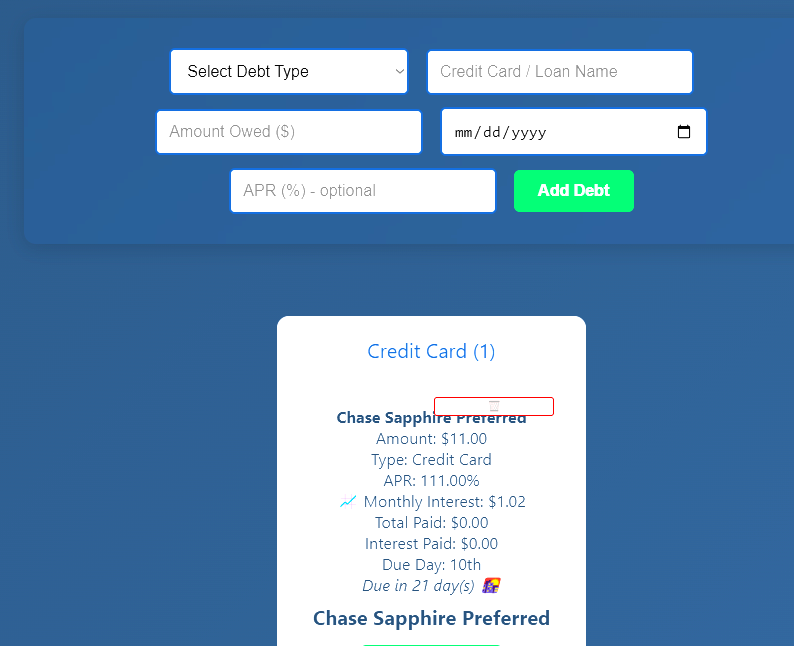 Select Debt Type
Credit Card / Loan Name
Amount Owed ($)
mm/dd/yyyy
APR (%) - optional
Add Debt
Credit Card (1)
Chase Sapphire Preferred
Amount: $11.00
Type: Credit Card
APR: 111.00%
Monthly Interest: $1.02
Total Paid: $0.00
Interest Paid: $0.00
Due Day: 10th
Due in 21 day(s)
Chase Sapphire Preferred